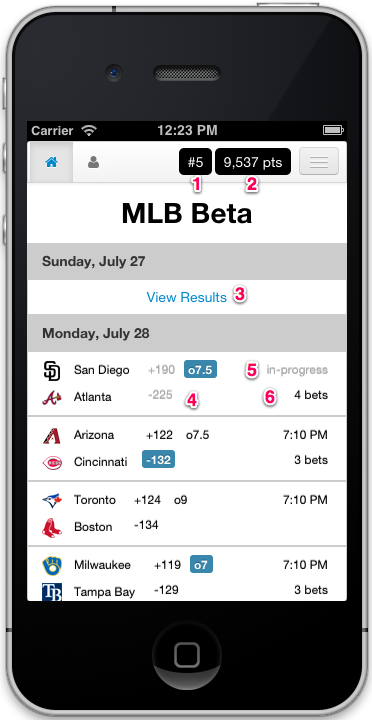 Carrier 12:23 PM
#5 9,537 pts
1 2
MLB Beta
Sunday, July 27
View Results 3
Monday, July 28
SD San Diego +190 o7.5 5 in-progress
A Atlanta -225 4 6 4 bets
A Arizona +122 o7.5 7:10 PM
REDS Cincinnati -132 3 bets
Toronto +124 o9 7:10 PM
Boston -134
Milwaukee +119 o7 7:10 PM
TB Tampa Bay -129 3 bets